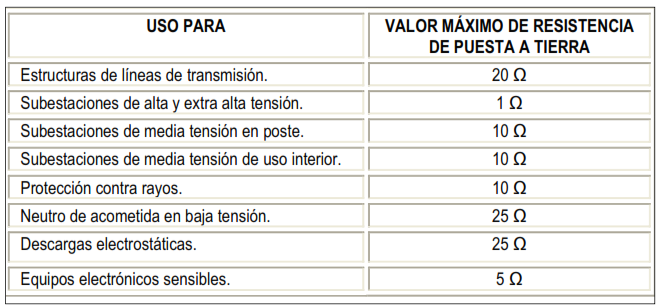 USO PARA
VALOR MÁXIMO DE RESISTENCIA
DE PUESTA A TIERRA
Estructuras de líneas de transmisión.
20 Ω
Subestaciones de alta y extra alta tensión.
1 Ω
Subestaciones de media tensión en poste.
10 Ω
Subestaciones de media tensión de uso interior.
10 Ω
Protección contra rayos.
10 Ω
Neutro de acometida en baja tensión.
25 Ω
Descargas electrostáticas.
25 Ω
Equipos electrónicos sensibles.
5 Ω